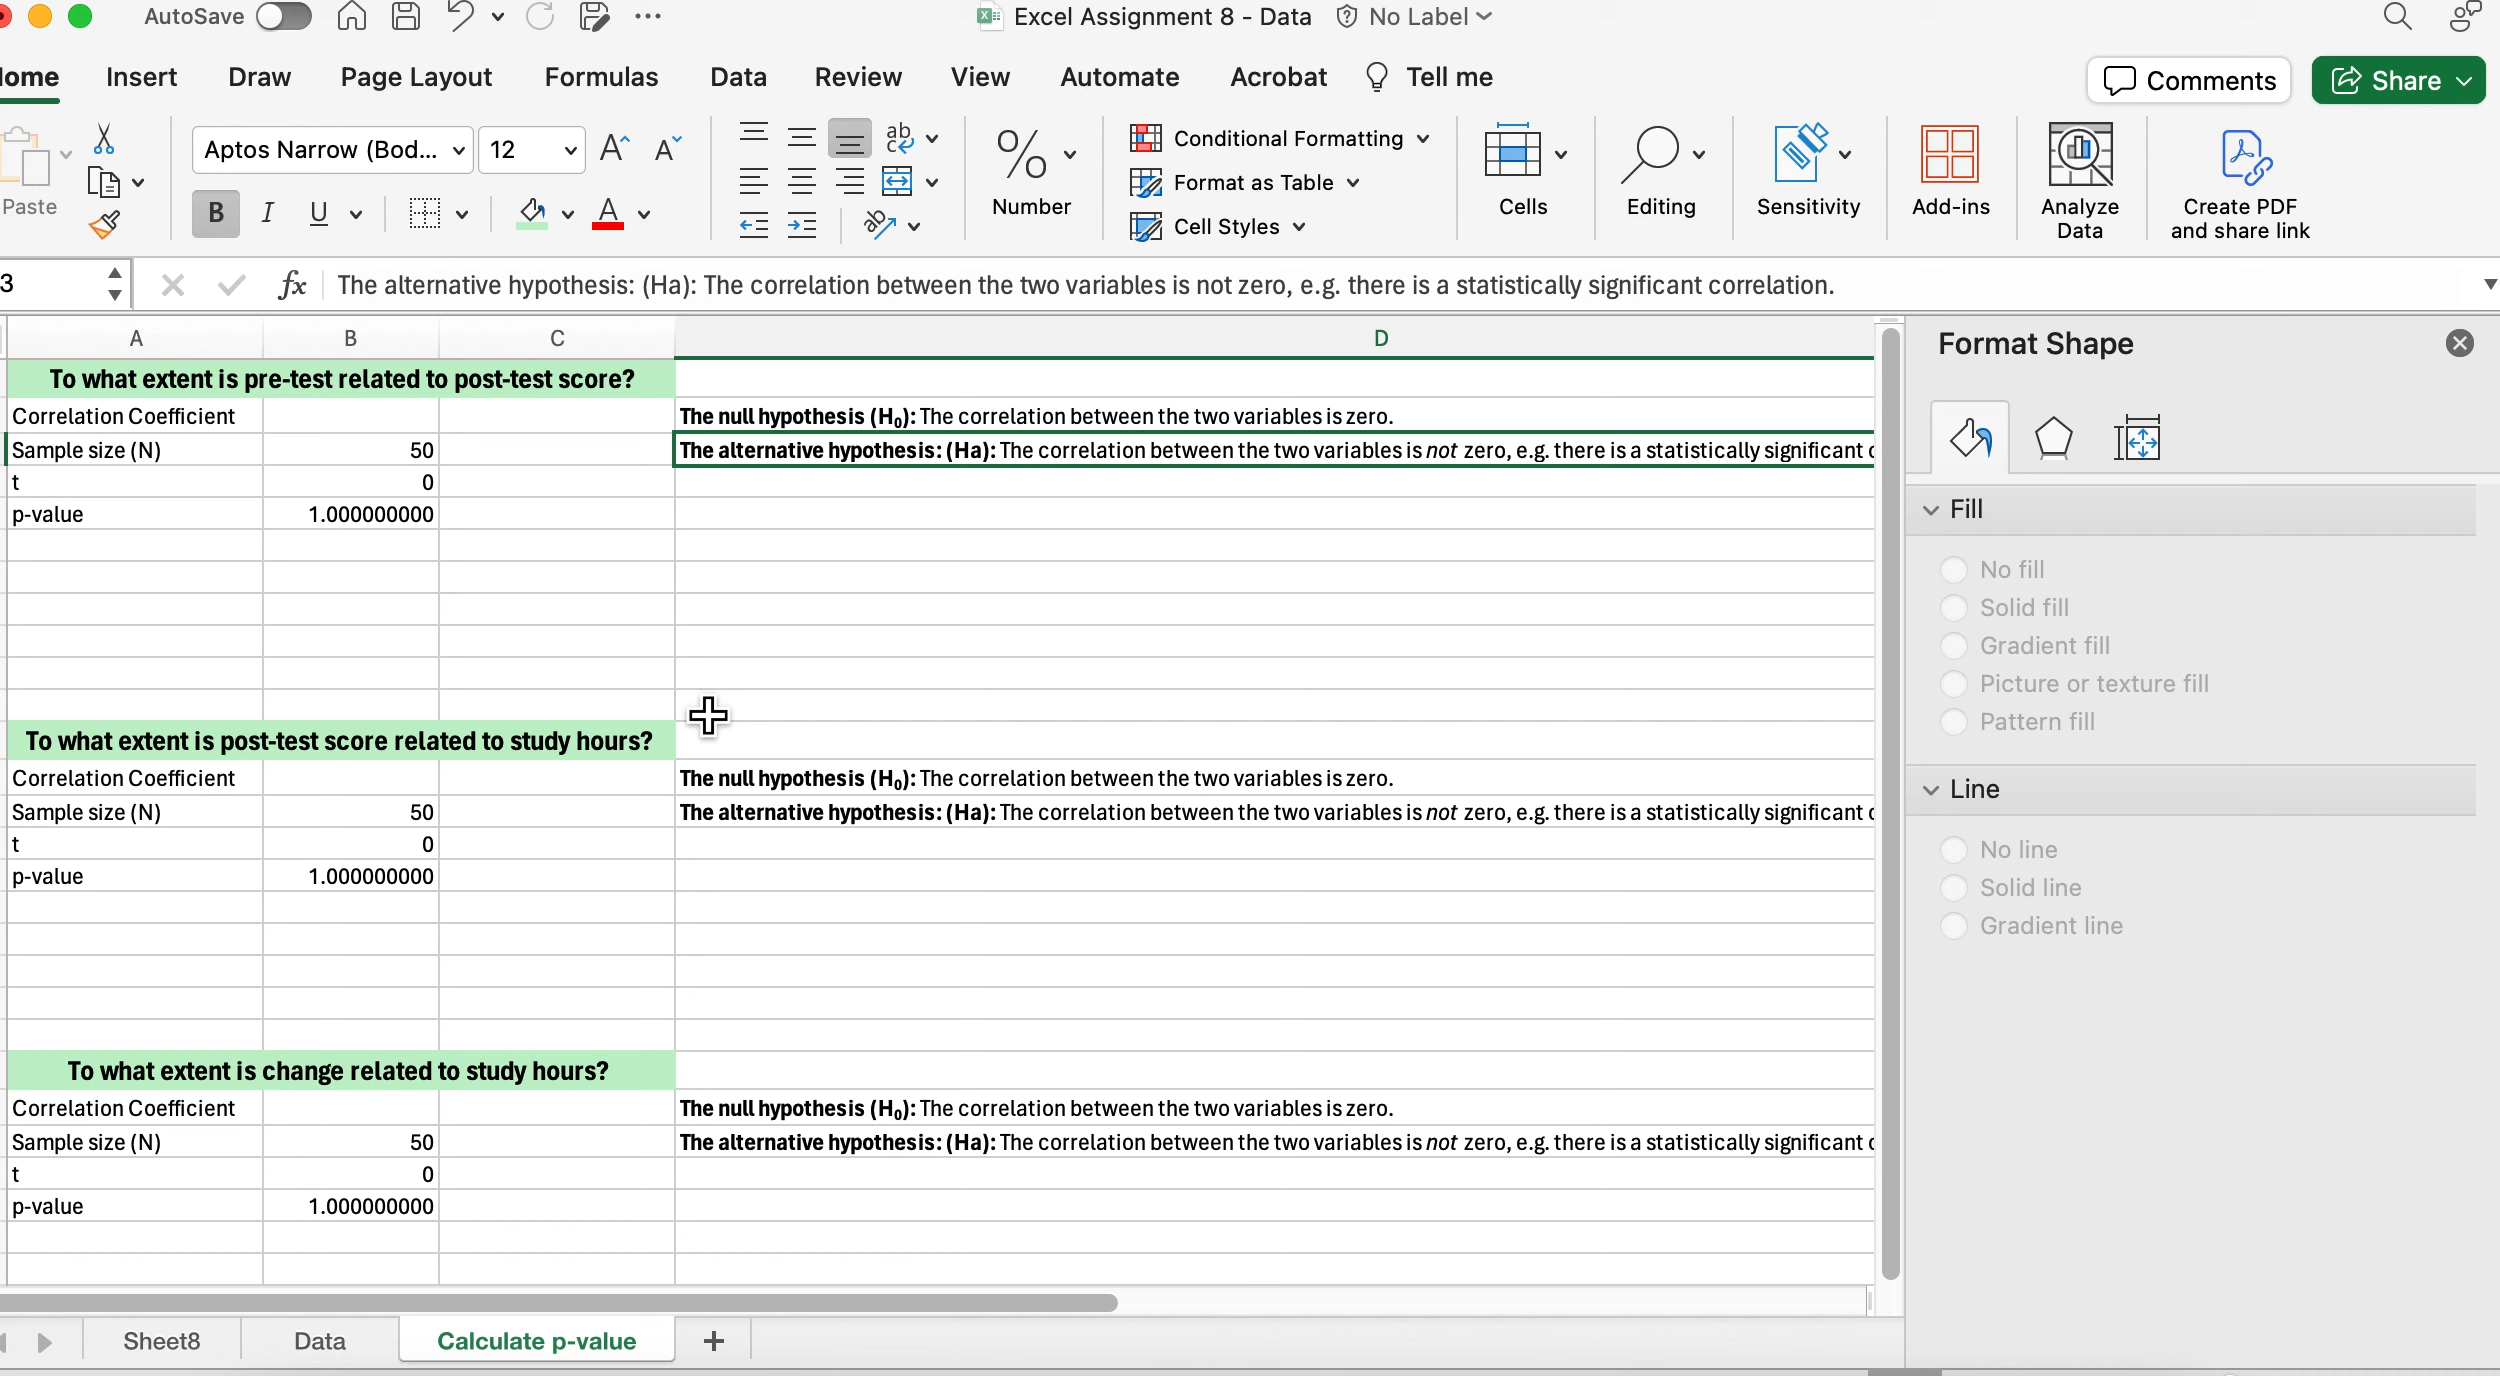 AutoSave
Excel Assignment 8 - Data
No Label
ome Insert Draw Page Layout Formulas Data Review View Automate Acrobat Tell me
Comments Share
Paste
Aptos Narrow (Bod... 12
B I U A
Number
Conditional Formatting
Format as Table
Cell Styles
Cells
Editing
Sensitivity
Add-ins
Analyze Data
Create PDF and share link
3 fx The alternative hypothesis: (Ha): The correlation between the two variables is not zero, e.g. there is a statistically significant correlation.
A B C D
To what extent is pre-test related to post-test score?
Correlation Coefficient The null hypothesis (H₀): The correlation between the two variables is zero.
Sample size (N) 50 The alternative hypothesis: (Ha): The correlation between the two variables is not zero, e.g. there is a statistically significant
t 0
p-value 1.000000000
To what extent is post-test score related to study hours?
Correlation Coefficient The null hypothesis (H₀): The correlation between the two variables is zero.
Sample size (N) 50 The alternative hypothesis: (Ha): The correlation between the two variables is not zero, e.g. there is a statistically significant
t 0
p-value 1.000000000
To what extent is change related to study hours?
Correlation Coefficient The null hypothesis (H₀): The correlation between the two variables is zero.
Sample size (N) 50 The alternative hypothesis: (Ha): The correlation between the two variables is not zero, e.g. there is a statistically significant
t 0
p-value 1.000000000
Sheet8 Data Calculate p-value +
Format Shape
Fill
No fill
Solid fill
Gradient fill
Picture or texture fill
Pattern fill
Line
No line
Solid line
Gradient line